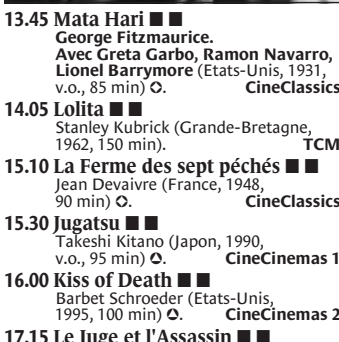 13.45 Mata Hari ■ ■
George Fitzmaurice.
Avec Greta Garbo, Ramon Navarro,
Lionel Barrymore (Etats-Unis, 1931,
v.o., 85 min) ✪. CineClassics
14.05 Lolita ■ ■
Stanley Kubrick (Grande-Bretagne,
1962, 150 min). TCM
15.10 La Ferme des sept péchés ■ ■
Jean Devaivre (France, 1948,
90 min) ✪. CineClassics
15.30 Jugatsu ■ ■
Takeshi Kitano (Japon, 1990,
v.o., 95 min) ✪. CineCinemas 1
16.00 Kiss of Death ■ ■
Barbet Schroeder (Etats-Unis,
1995, 100 min) ✪. CineCinemas 2
17.15 Le Juge et l'Assassin ■ ■